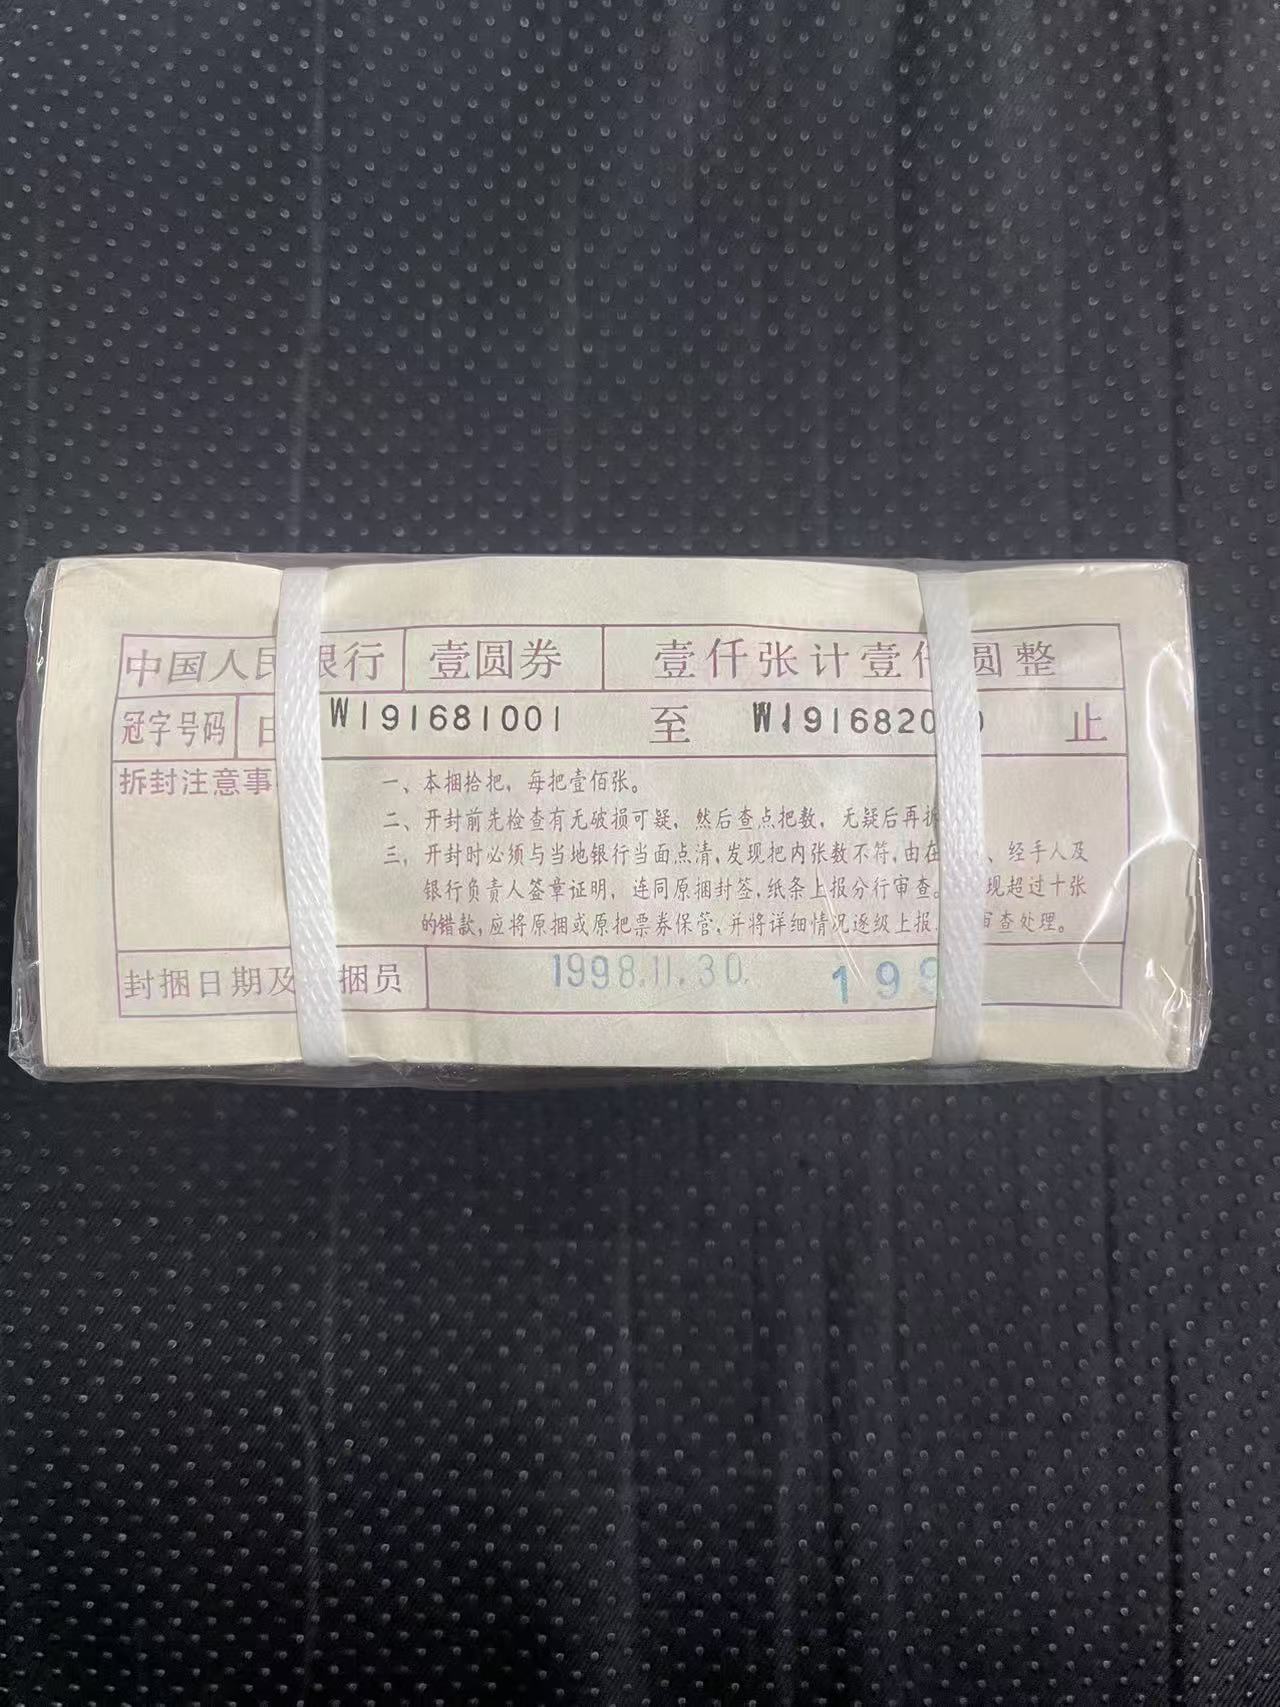 中国人民银行 壹圆券 壹仟张计壹仟圆整
冠字号码 由 W191681001 至 W191682000 止
拆封注意事
一、本捆拾把，每把壹佰张。
二、开封前先检查有无破损可疑，然后查点把数，无疑后再拆
三、开封时必须与当地银行当面点清，发现把内张数不符，由在、经手人及
银行负责人签章证明，连同原捆封签，纸条上报分行审查。现超过十张
的错款，应将原捆或原把票券保管，并将详细情况逐级上报审查处理。
封捆日期及捆员 1998.11.30. 199